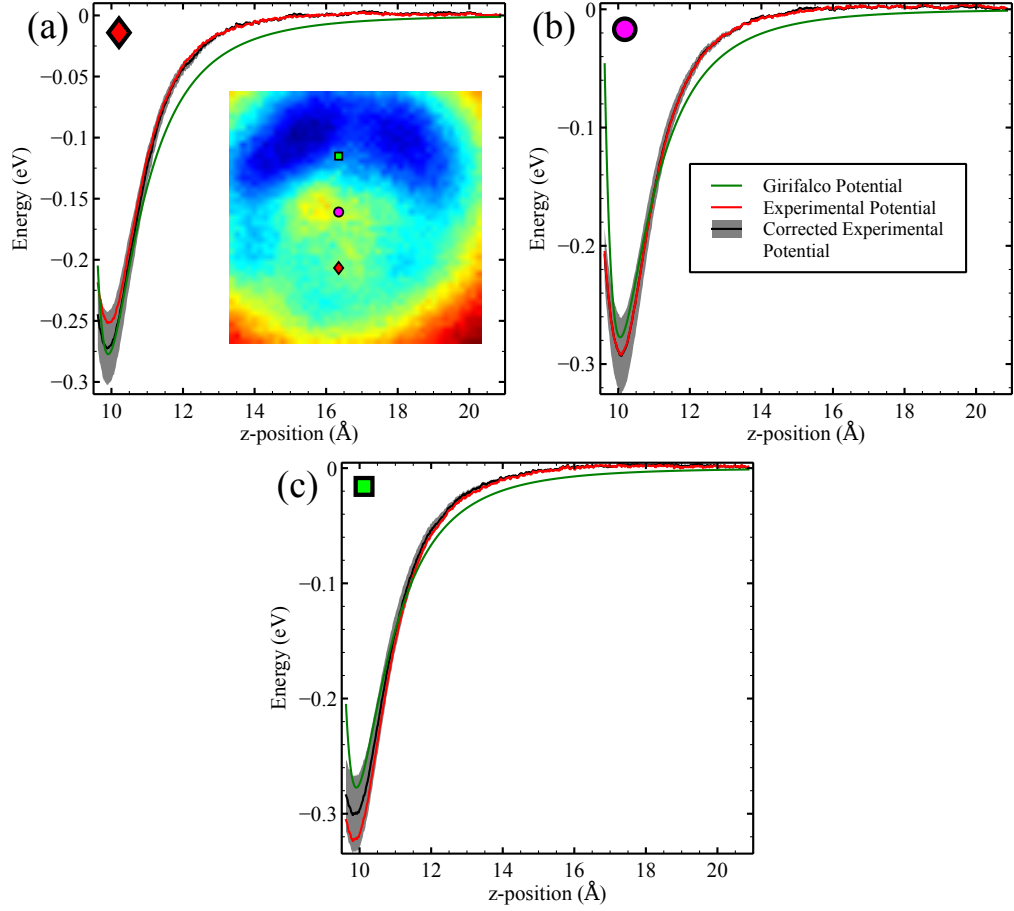 (a)
0
−0.05
−0.1
−0.15
−0.2
−0.25
−0.3
Energy (eV)
10 12 14 16 18 20
z-position (Å)
(b)
0
−0.1
−0.2
−0.3
Energy (eV)
Girifalco Potential
Experimental Potential
Corrected Experimental
Potential
10 12 14 16 18 20
z-position (Å)
(c)
0
−0.1
−0.2
−0.3
Energy (eV)
10 12 14 16 18 20
z-position (Å)